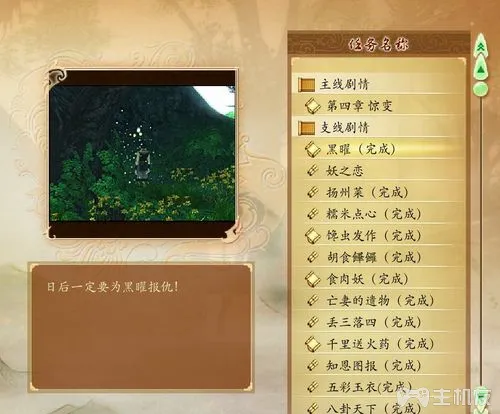 任务名称
主线剧情
第四章 惊变
支线剧情
黑曜（完成）
妖之恋
扬州菜（完成）
糯米点心（完成）
馋虫发作（完成）
胡食饆饠（完成）
食肉妖（完成）
亡妻的遗物（完成）
丢三落四（完成）
千里送火药（完成）
知恩图报（完成）
五彩玉衣(完成)
八卦天下（完成）
日后一定要为黑曜报仇!